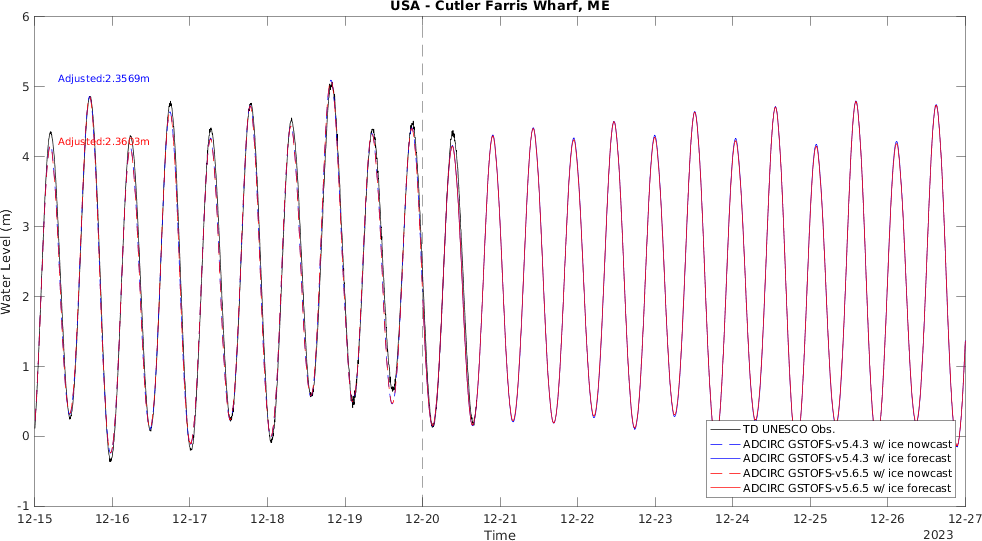 USA - Cutler Farris Wharf, ME
Water Level (m)
6
5
4
3
2
1
0
-1
Adjusted:2.3569m
Adjusted:2.3603m
TD UNESCO Obs.
ADCIRC GSTOFS-v5.4.3 w/ ice nowcast
ADCIRC GSTOFS-v5.4.3 w/ ice forecast
ADCIRC GSTOFS-v5.6.5 w/ ice nowcast
ADCIRC GSTOFS-v5.6.5 w/ ice forecast
12-15 12-16 12-17 12-18 12-19 12-20 12-21 12-22 12-23 12-24 12-25 12-26 12-27
Time
2023